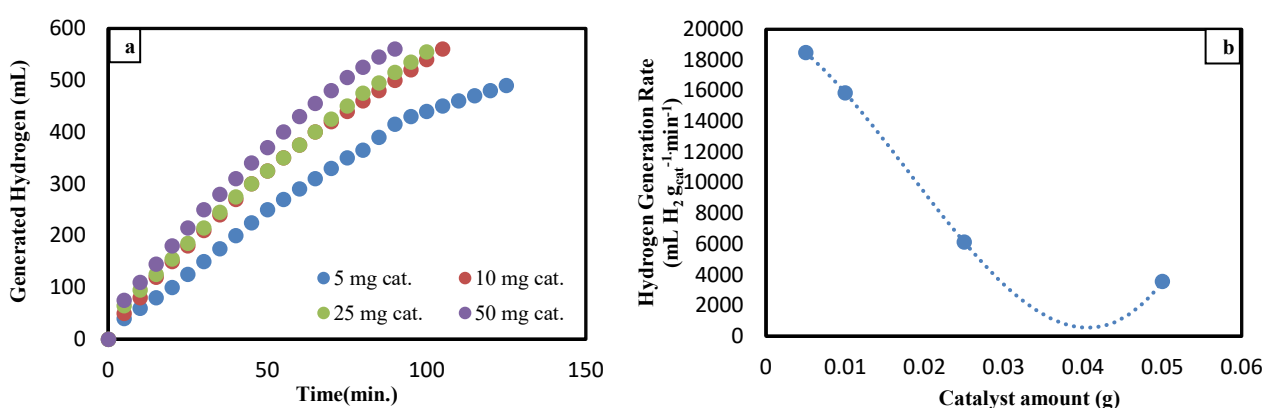 a
Generated Hydrogen (mL)
600
500
400
300
200
100
0
5 mg cat.
10 mg cat.
25 mg cat.
50 mg cat.
0
50
100
150
Time(min.)
b
Hydrogen Generation Rate
(mL H₂ g_cat⁻¹·min⁻¹)
20000
18000
16000
14000
12000
10000
8000
6000
4000
2000
0
0
0.01
0.02
0.03
0.04
0.05
0.06
Catalyst amount (g)